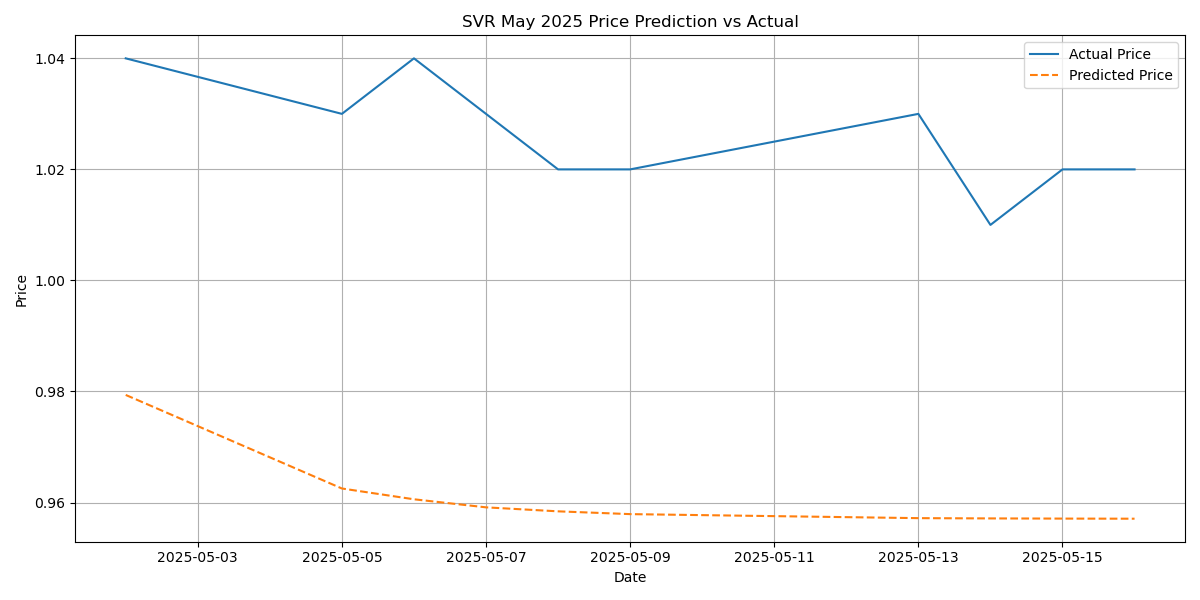 SVR May 2025 Price Prediction vs Actual
Actual Price
Predicted Price
Price
1.04
1.02
1.00
0.98
0.96
2025-05-03
2025-05-05
2025-05-07
2025-05-09
2025-05-11
2025-05-13
2025-05-15
Date